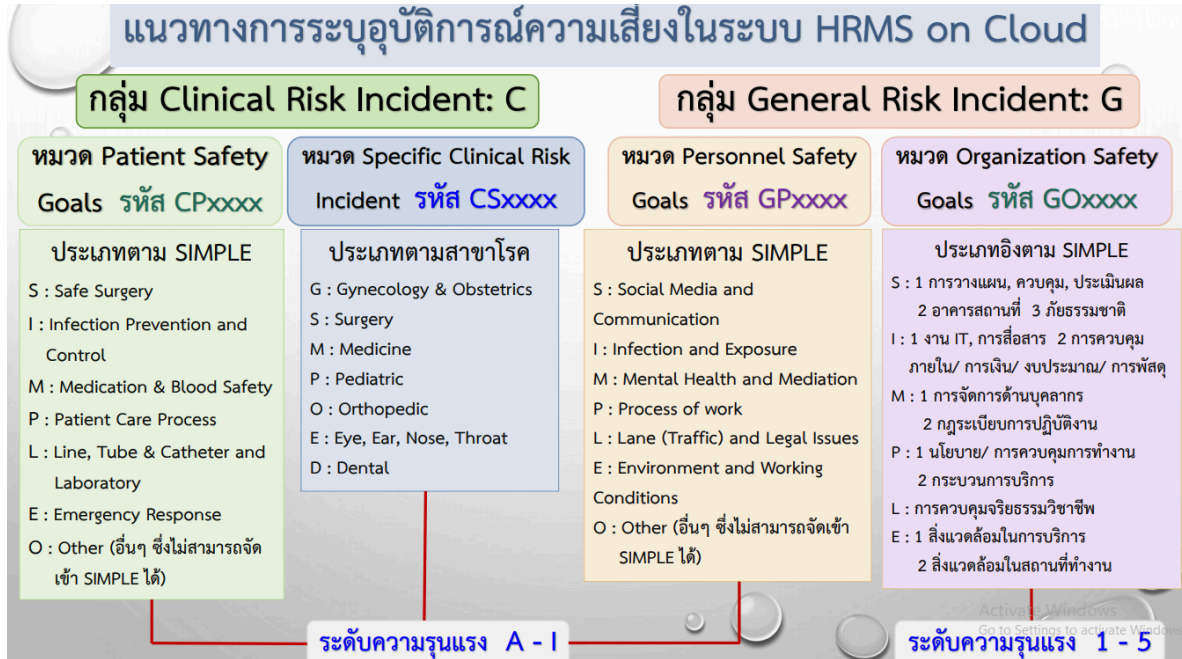 แนวทางการระบุอุบัติการณ์ความเสี่ยงในระบบ HRMS on Cloud
กลุ่ม Clinical Risk Incident: C
กลุ่ม General Risk Incident: G
หมวด Patient Safety
Goals รหัส CPxxxx
หมวด Specific Clinical Risk
Incident รหัส CSxxxx
หมวด Personnel Safety
Goals รหัส GPxxxx
หมวด Organization Safety
Goals รหัส GOxxxx
ประเภทตาม SIMPLE
S : Safe Surgery
I : Infection Prevention and
Control
M : Medication & Blood Safety
P : Patient Care Process
L : Line, Tube & Catheter and
Laboratory
E : Emergency Response
O : Other (อื่นๆ ซึ่งไม่สามารถจัด
เข้า SIMPLE ได้)
ประเภทตามสาขาโรค
G : Gynecology & Obstetrics
S : Surgery
M : Medicine
P : Pediatric
O : Orthopedic
E : Eye, Ear, Nose, Throat
D : Dental
ประเภทตาม SIMPLE
S : Social Media and
Communication
I : Infection and Exposure
M : Mental Health and Mediation
P : Process of work
L : Lane (Traffic) and Legal Issues
E : Environment and Working
Conditions
O : Other (อื่นๆ ซึ่งไม่สามารถจัดเข้า
SIMPLE ได้)
ประเภทอิงตาม SIMPLE
S : 1 การวางแผน, ควบคุม, ประเมินผล
2 อาคารสถานที่ 3 ภัยธรรมชาติ
I : 1 งาน IT, การสื่อสาร 2 การควบคุม
ภายใน/ การเงิน/ งบประมาณ/ การพัสดุ
M : 1 การจัดการด้านบุคลากร
2 กฎระเบียบการปฏิบัติงาน
P : 1 นโยบาย/ การควบคุมการทำงาน
2 กระบวนการบริการ
L : การควบคุมจริยธรรมวิชาชีพ
E : 1 สิ่งแวดล้อมในการบริการ
2 สิ่งแวดล้อมในสถานที่ทำงาน
ระดับความรุนแรง A - I
ระดับความรุนแรง 1 - 5
Activate Windows
Go to Settings to activate Windows